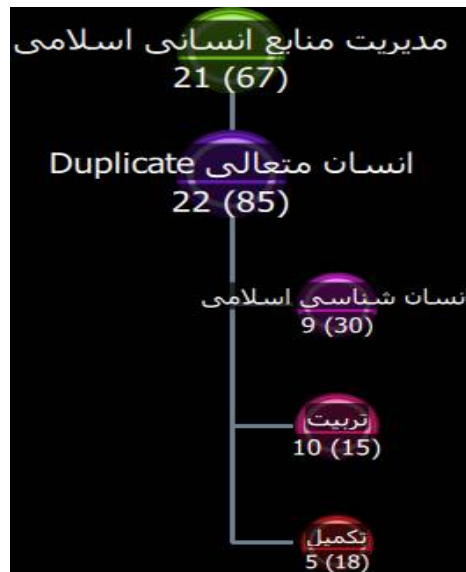 مدیریت منابع انسانی اسلامی
21 (67)
انسان متعالی Duplicate
22 (85)
نسان شناسی اسلامی
9 (30)
تربیت
10 (15)
تکمیل
5 (18)